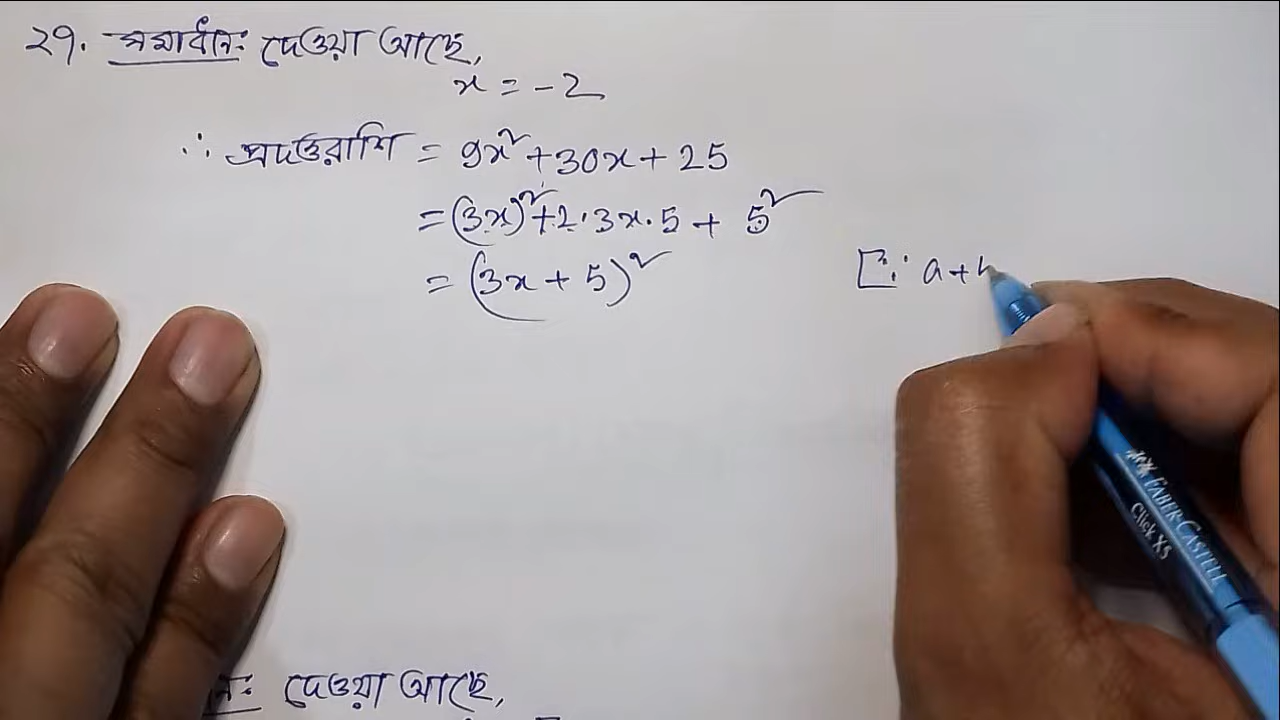 ২৭. সমাধান: দেওয়া আছে,
x = -2
∴ প্রদত্তরাশি = 9x² + 30x + 25
= (3x)² + 2·3x·5 + 5²
= (3x + 5)²
[∵ a + b
FABER-CASTELL
Click X5
নঃ দেওয়া আছে,